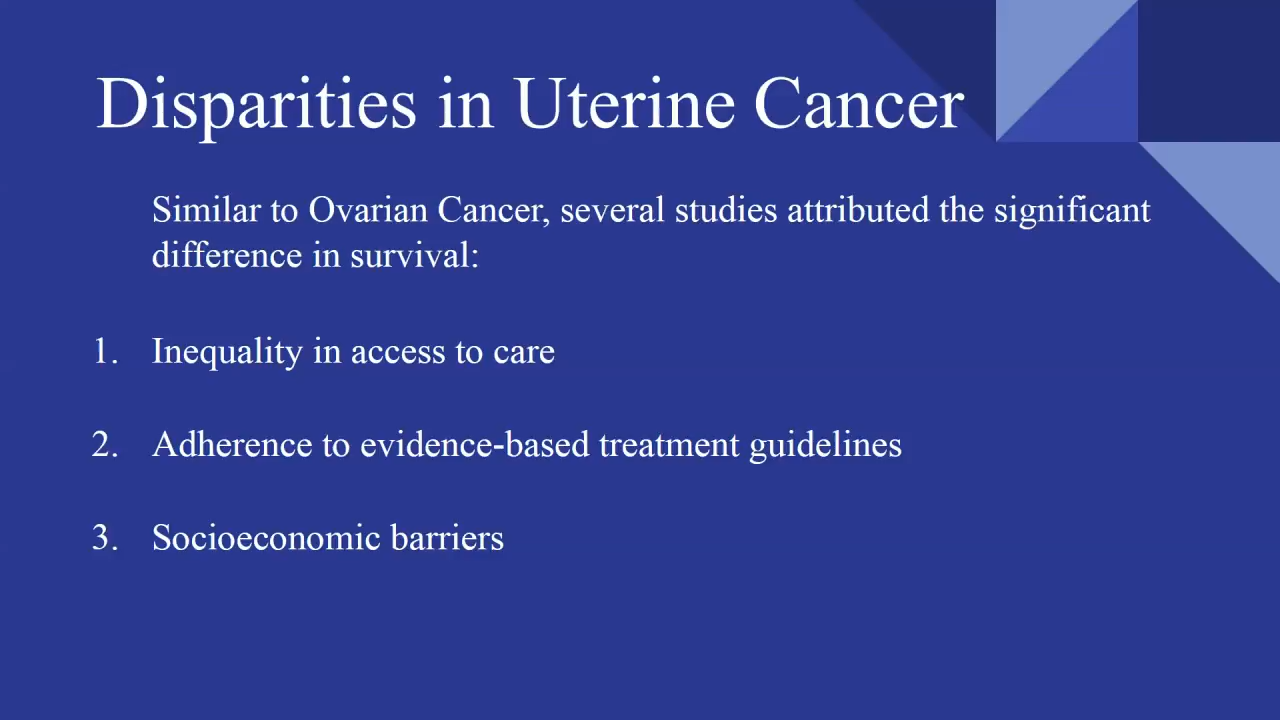 Disparities in Uterine Cancer
Similar to Ovarian Cancer, several studies attributed the significant
difference in survival:
1. Inequality in access to care
2. Adherence to evidence-based treatment guidelines
3. Socioeconomic barriers